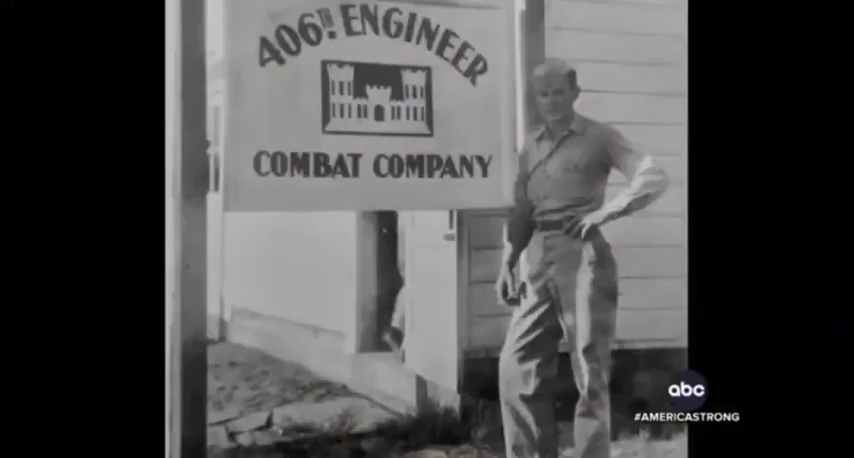 406TH ENGINEER
COMBAT COMPANY
abc
#AMERICASTRONG